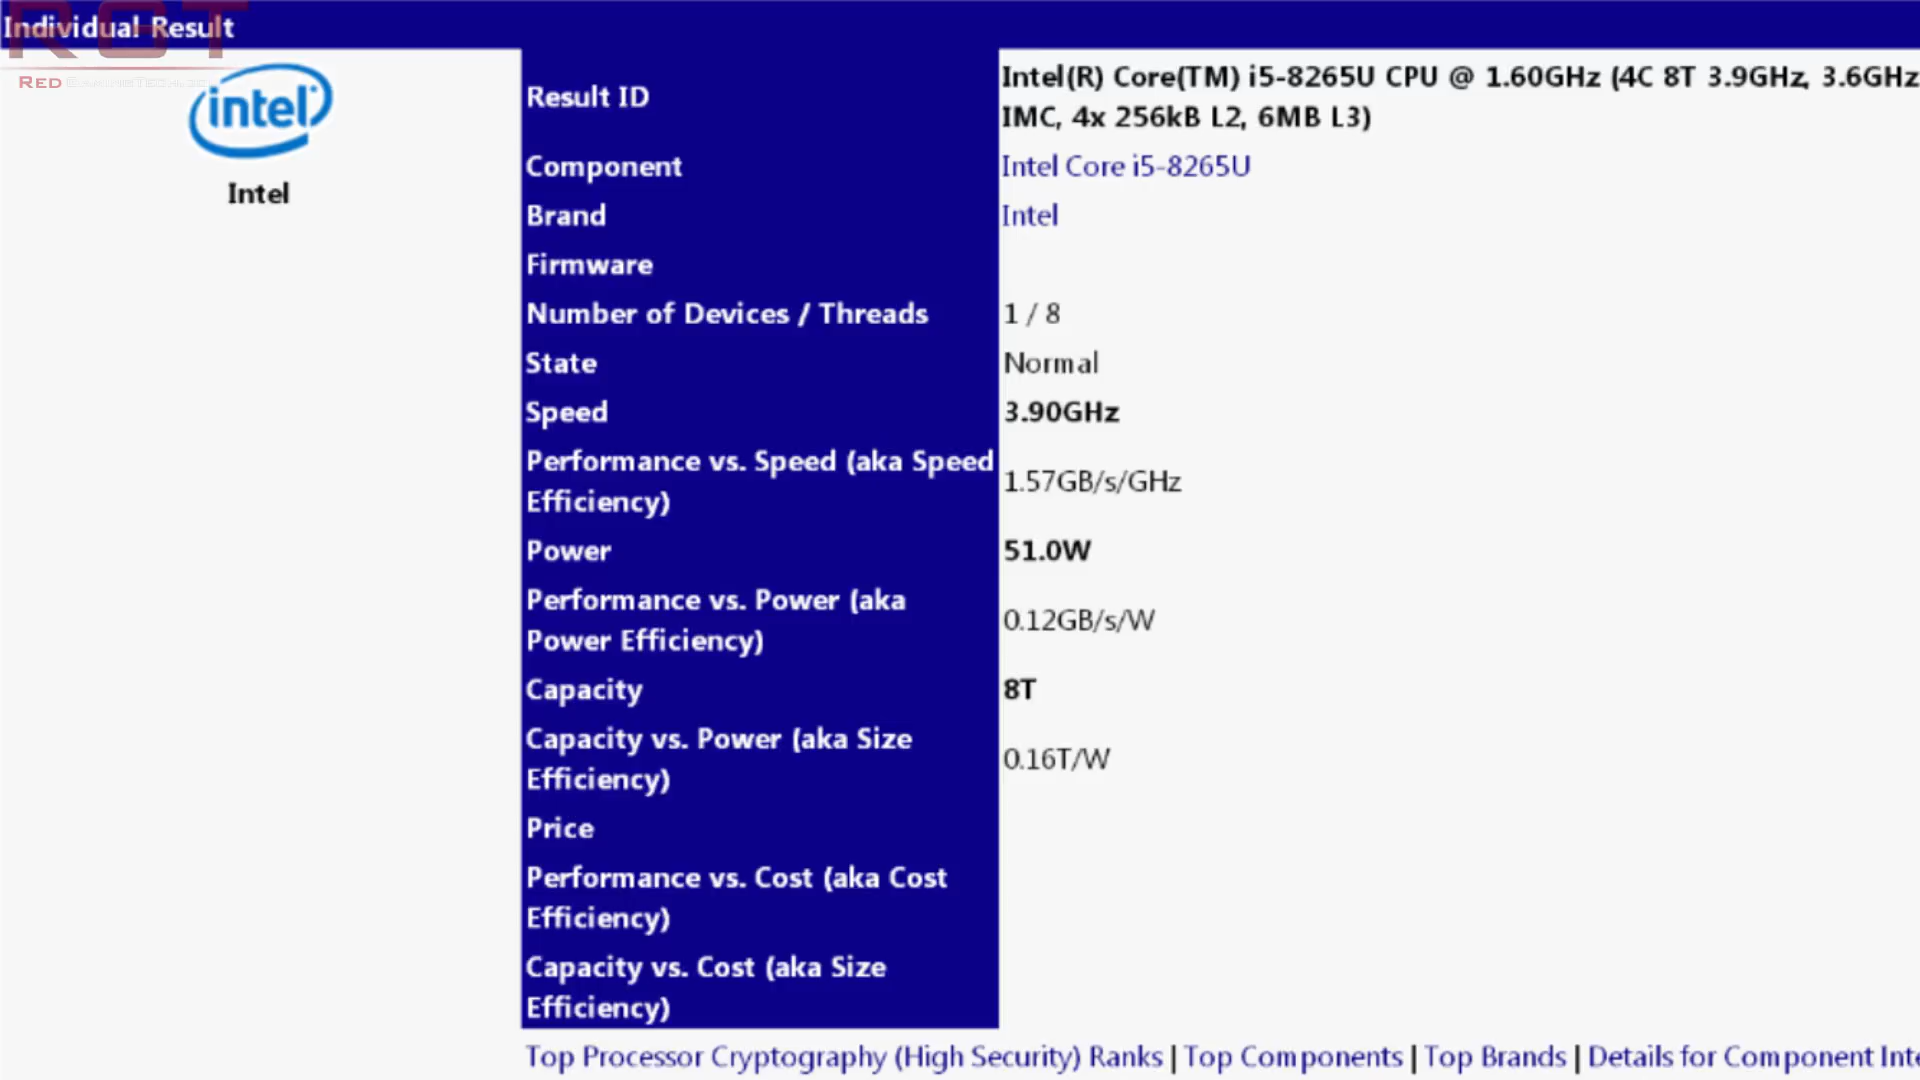 Individual Result
RGT
RED GAMINGTECH.CO
intel
Intel
Result ID
Intel(R) Core(TM) i5-8265U CPU @ 1.60GHz (4C 8T 3.9GHz, 3.6GHz
IMC, 4x 256kB L2, 6MB L3)
Component
Intel Core i5-8265U
Brand
Intel
Firmware
Number of Devices / Threads
1 / 8
State
Normal
Speed
3.90GHz
Performance vs. Speed (aka Speed
Efficiency)
1.57GB/s/GHz
Power
51.0W
Performance vs. Power (aka
Power Efficiency)
0.12GB/s/W
Capacity
8T
Capacity vs. Power (aka Size
Efficiency)
0.16T/W
Price
Performance vs. Cost (aka Cost
Efficiency)
Capacity vs. Cost (aka Size
Efficiency)
Top Processor Cryptography (High Security) Ranks | Top Components | Top Brands | Details for Component Inte